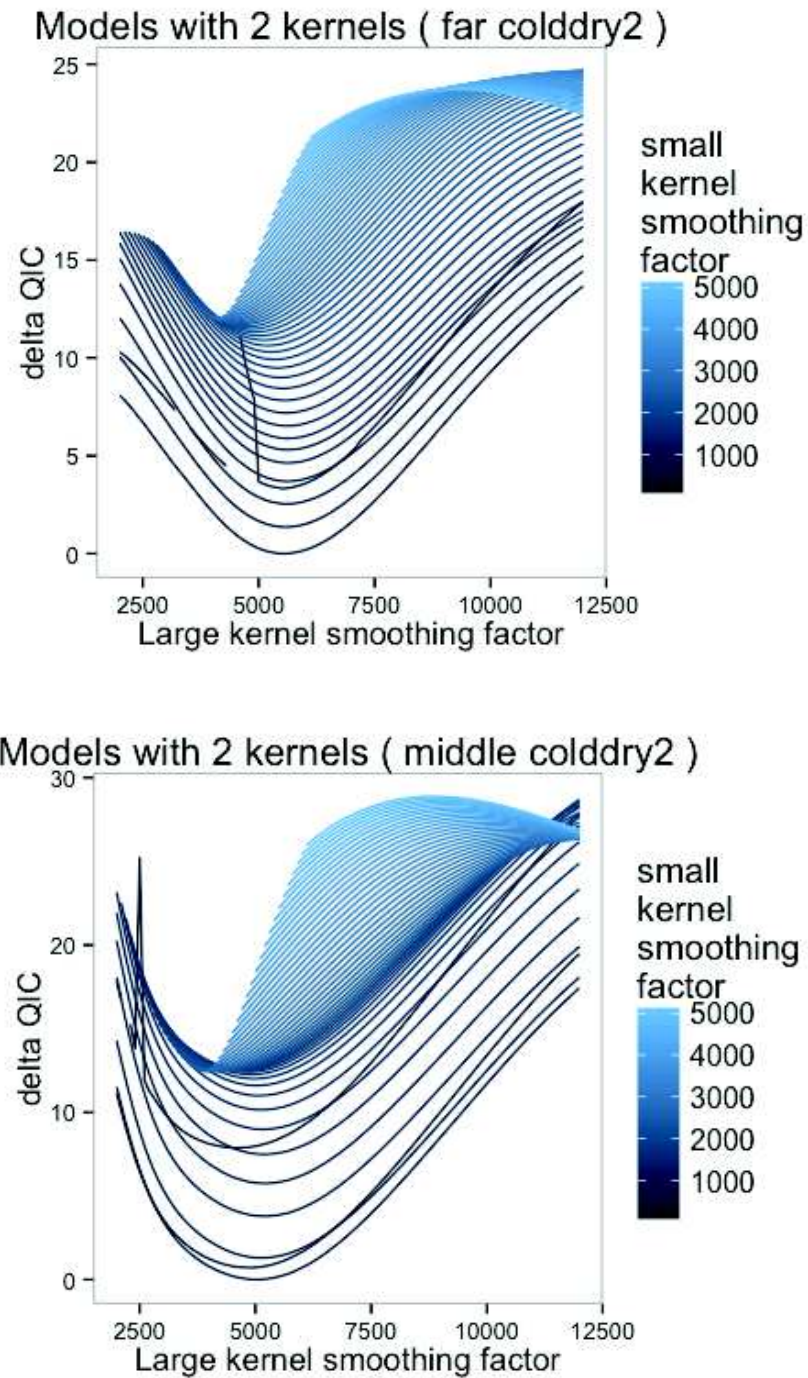 Models with 2 kernels ( far colddry2 )
25
20
15
10
5
0
delta QIC
2500
5000
7500
10000
12500
Large kernel smoothing factor
small
kernel
smoothing
factor
5000
4000
3000
2000
1000
Models with 2 kernels ( middle colddry2 )
30
20
10
0
delta QIC
2500
5000
7500
10000
12500
Large kernel smoothing factor
small
kernel
smoothing
factor
5000
4000
3000
2000
1000